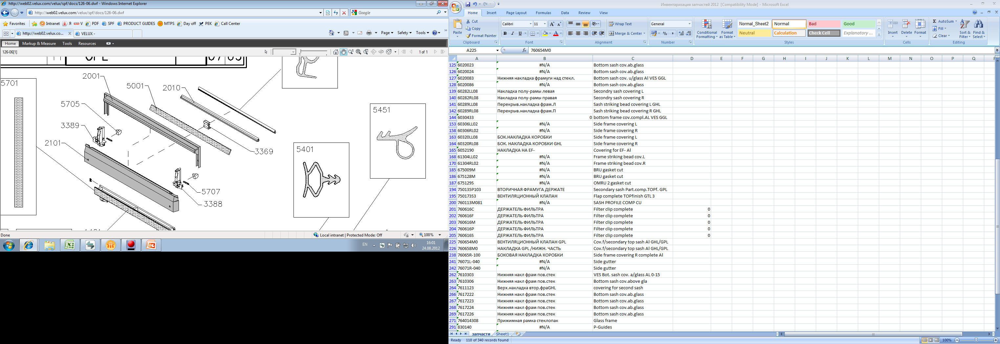 http://web02.velux.com/velux/spf/docs/126-06.dwf - Windows Internet Explorer
http://web02.velux.com/velux/spf/docs/126-06.dwf
Google
Favorites Intranet Я V PDF SPF PRODUCT GUIDES MTPS Day off PEK Call Center
http://web02.velux.co... VELUX -
Page Safety Tools
Home Markup & Measure Tools Resources
126-06[1]
1 of 1
2001
5701
5001
2010
5705
5451
3389
2101
3369
5401
5707
3388
Done
Local intranet | Protected Mode: Off
100%
EN
16:01
24.08.2012
Инвентаризация запчастей 2012 [Compatibility Mode] - Microsoft Excel
Home Insert Page Layout Formulas Data Review View
Paste
Cut
Copy
Format Painter
Clipboard
Calibri 11
B I U
Font
Wrap Text
Merge & Center
Alignment
General
Number
Conditional Formatting
Format as Table
Normal_Sheet2 Normal Bad Good
Neutral Calculation Check Cell Explanatory ...
Styles
Insert Delete Format
Cells
AutoSum
Fill
Clear
Sort & Filter
Find & Select
Editing
A225 fx 760654M0
A B C D E F G H I J K L M N O P Q
125 6020023 #N/A Bottom sash cov.ab.glass
126 6020024 #N/A Bottom sash cov.ab.glass
127 6020083 Нижняя накладка фрамуги над стекл. Bottom sash cov. u/glass Al VES GGL
128 6020086 #N/A Bottom sash cov.ab.glass
139 60282LL08 Накладка полу-рамы левая Secondry sash covering L
140 60282RL08 Накладка полу-рамы правая Secondry sash covering R
141 60289LL08 Перекрыв.накладка фрам.Л Sash striking bead covering L GHL
142 60289RL08 Перекрыв.накладка фрам.П Sash striking bead covering R GHL
144 6030433 0 bottom frame cov.compl.AL VES GGL
153 60306LL02 #N/A Side frame covering L
158 60306RL02 #N/A Side frame covering R
163 60320LL08 БОК.НАКЛАДКА КОРОБКИ Side frame covering L
164 60320RL08 БОК. НАКЛАДКА КОРОБКИ GHL Side frame covering R
165 6052190 НАКЛАДКА НА EF- Covering for EF- Al
168 61304LL02 #N/A Frame striking bead cov.L
170 61304RL02 #N/A Frame striking bead cov.R
185 675009M #N/A BRU gasket cut
186 675128M #N/A BRU gasket cut
187 675129S #N/A OMRU 2 gasket cut
194 750135P103 ВТОРИЧНАЯ ФРАМУГА ДЕРЖАТЕ Secondary sash Part.comp.TOPf. GPL
195 750173S3 ВЕНТИЛЯЦИОННЫЙ КЛАПАН Flap complete TOPfinish GTL 3
200 760113M081 #N/A SASH PROFILE COMP CU
201 760616C ДЕРЖАТЕЛЬ ФИЛЬТРА Filter clip complete 0
202 760616F ДЕРЖАТЕЛЬ ФИЛЬТРА Filter clip complete 0
203 760616M ДЕРЖАТЕЛЬ ФИЛЬТРА Filter clip complete 0
204 760616P ДЕРЖАТЕЛЬ ФИЛЬТРА Filter clip complete 0
205 760616S ДЕРЖАТЕЛЬ ФИЛЬТРА Filter clip complete 0
225 760654M0 ВЕНТИЛЯЦИОННЫЙ КЛАПАН GPL Cov.f/secondary top sash Al GHL/GPL
226 760658M0 НАКЛАДКА GPL /НИЖН. ЧАСТЬ Cov.f/secondary top sash Al GHL/GPL
238 76065R-100 БОКОВАЯ НАКЛАДКА КОРОБКИ Side frame covering R complete Al
241 76071L-040 #N/A Side gutter
242 76071R-040 #N/A Side gutter
262 7610303 Нижняя накл фрам пов.стек VES Bot. sash cov. a/glass AL 0-15
263 7610306 Нижняя накл фрам пов.стек Bottom sash cov.above gla
264 7611123 Верх.накладка втор.фраGHL covering for second sash
266 7617222 Нижняя накл фрам пов.стек Bottom sash cov.ab.glass
267 7617223 Нижняя накл фрам пов.стек Bottom sash cov.ab.glass
268 7617224 Нижняя накл фрам пов.стек Bottom sash cov.ab.glass
269 7617226 Нижняя накл фрам пов.стек Bottom sash cov.ab.glass
271 764014308 Прижимная рамка стеклопак Glass frame
291 830140 #N/A P-Guides
запчасти Sheet1
Ready 110 of 340 records found
100%